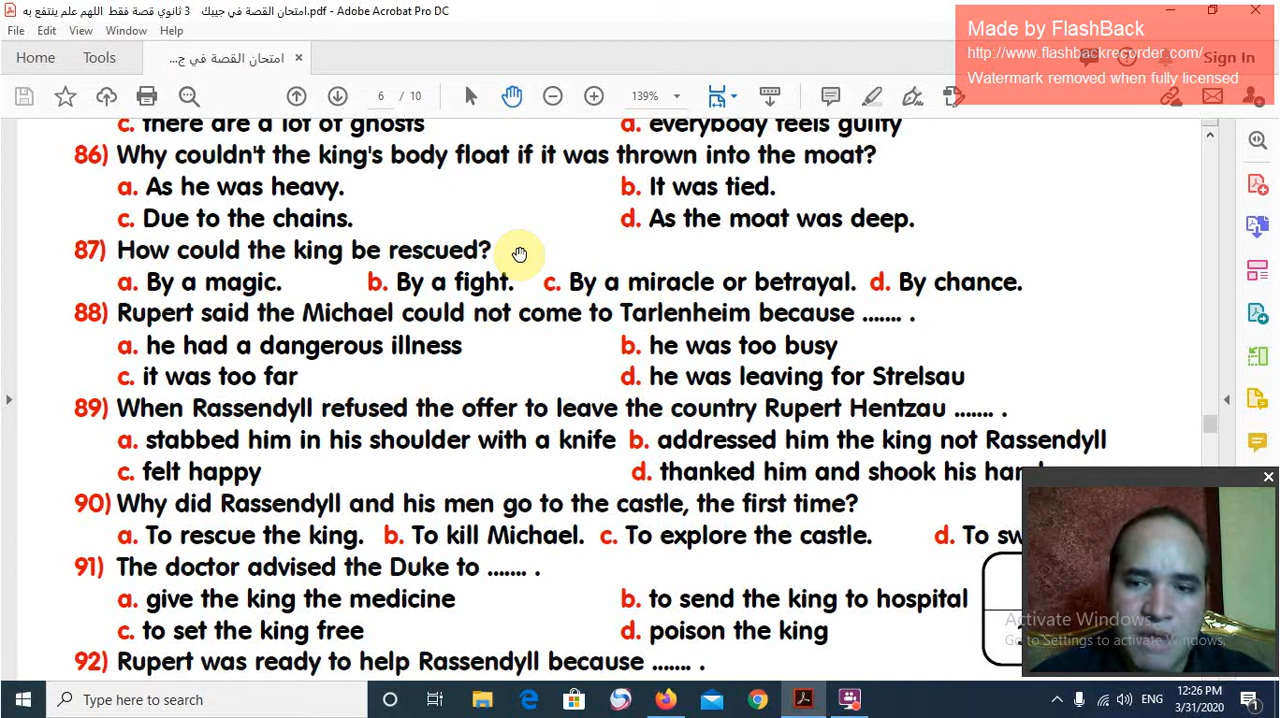 امتحان القصة في جيبك 3 ثانوي قصة فقط اللهم علم ينتفع به.pdf - Adobe Acrobat Pro DC
Made by FlashBack
http://www.flashbackrecorder.com/
Watermark removed when fully licensed
File Edit View Window Help
Home Tools امتحان القصة في ج... × Sign In
6 / 10 139%
c. there are a lot of ghosts d. everybody feels guilty
86) Why couldn't the king's body float if it was thrown into the moat?
a. As he was heavy. b. It was tied.
c. Due to the chains. d. As the moat was deep.
87) How could the king be rescued?
a. By a magic. b. By a fight. c. By a miracle or betrayal. d. By chance.
88) Rupert said the Michael could not come to Tarlenheim because ....... .
a. he had a dangerous illness b. he was too busy
c. it was too far d. he was leaving for Strelsau
89) When Rassendyll refused the offer to leave the country Rupert Hentzau ....... .
a. stabbed him in his shoulder with a knife b. addressed him the king not Rassendyll
c. felt happy d. thanked him and shook his hand
90) Why did Rassendyll and his men go to the castle, the first time?
a. To rescue the king. b. To kill Michael. c. To explore the castle. d. To sw
91) The doctor advised the Duke to ....... .
a. give the king the medicine b. to send the king to hospital
c. to set the king free d. poison the king
92) Rupert was ready to help Rassendyll because ....... .
Activate Windows
Go to Settings to activate Windows.
Type here to search
ENG
12:26 PM
3/31/2020
1